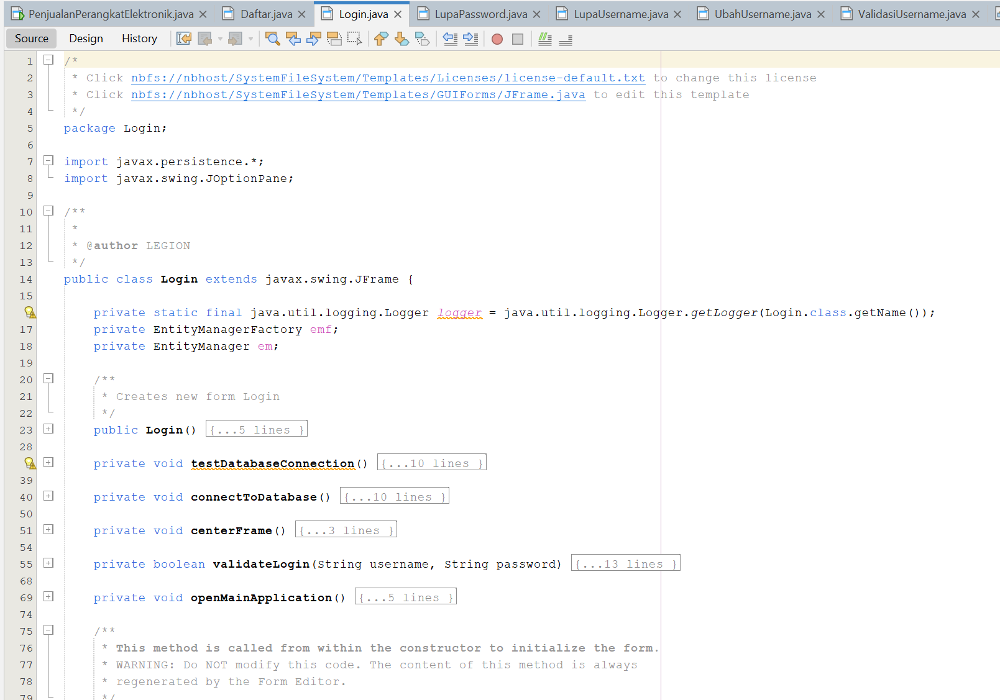 PenjualanPerangkatElektronik.java Daftar.java Login.java LupaPassword.java LupaUsername.java UbahUsername.java ValidasiUsername.java
Source Design History
1 /*
2 * Click nbfs://nbhost/SystemFileSystem/Templates/Licenses/license-default.txt to change this license
3 * Click nbfs://nbhost/SystemFileSystem/Templates/GUIForms/JFrame.java to edit this template
4 */
5 package Login;
6
7 import javax.persistence.*;
8 import javax.swing.JOptionPane;
9
10 /**
11 *
12 * @author LEGION
13 */
14 public class Login extends javax.swing.JFrame {
15
private static final java.util.logging.Logger logger = java.util.logging.Logger.getLogger(Login.class.getName());
17 private EntityManagerFactory emf;
18 private EntityManager em;
19
20 /**
21 * Creates new form Login
22 */
23 public Login() {...5 lines }
28
private void testDatabaseConnection() {...10 lines }
39
40 private void connectToDatabase() {...10 lines }
50
51 private void centerFrame() {...3 lines }
54
55 private boolean validateLogin(String username, String password) {...13 lines }
68
69 private void openMainApplication() {...5 lines }
74
75 /**
76 * This method is called from within the constructor to initialize the form.
77 * WARNING: Do NOT modify this code. The content of this method is always
78 * regenerated by the Form Editor.
79 */